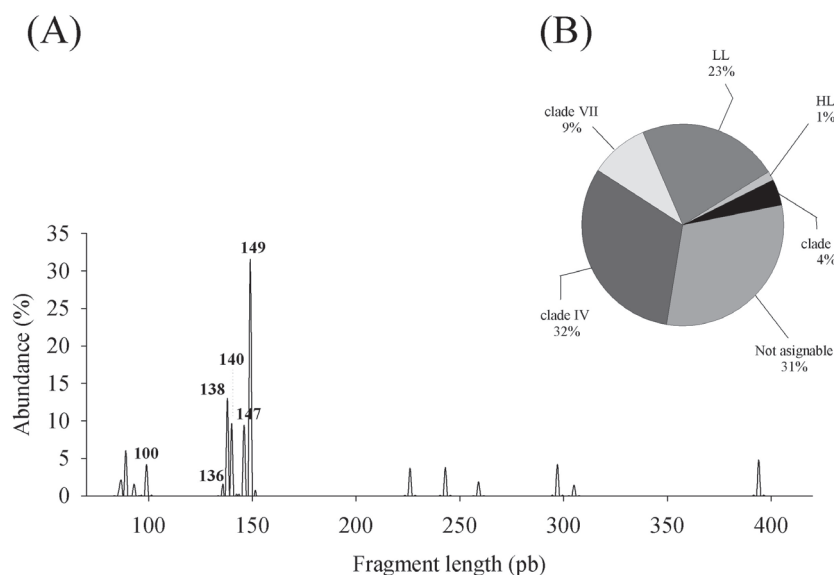 (A)
(B)
Abundance (%)
35
30
25
20
15
10
5
0
100
136
138
140
147
149
100
150
200
250
300
350
400
Fragment length (pb)
LL
23%
HL
1%
clade VII
9%
clade
4%
clade IV
32%
Not asignable
31%